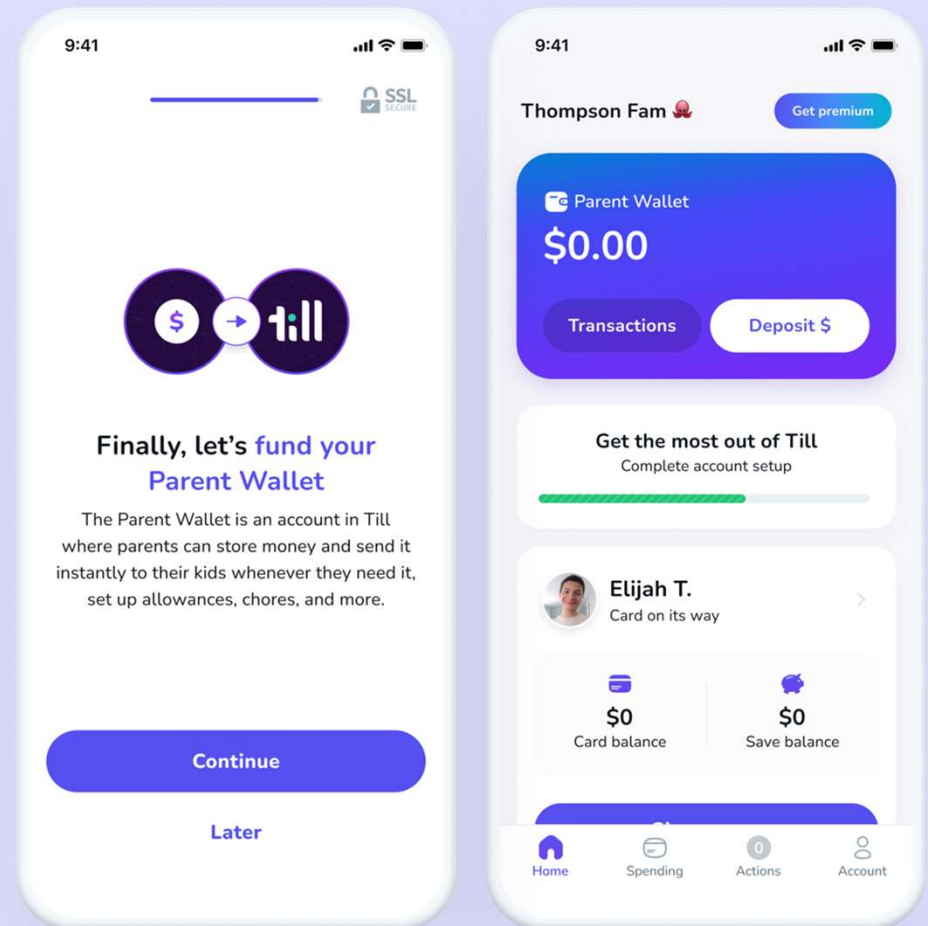 9:41
SSL
SECURE
$
till
Finally, let’s fund your
Parent Wallet
The Parent Wallet is an account in Till
where parents can store money and send it
instantly to their kids whenever they need it,
set up allowances, chores, and more.
Continue
Later
9:41
Thompson Fam
Get premium
Parent Wallet
$0.00
Transactions
Deposit $
Get the most out of Till
Complete account setup
Elijah T.
Card on its way
$0
Card balance
$0
Save balance
Home
Spending
0
Actions
Account